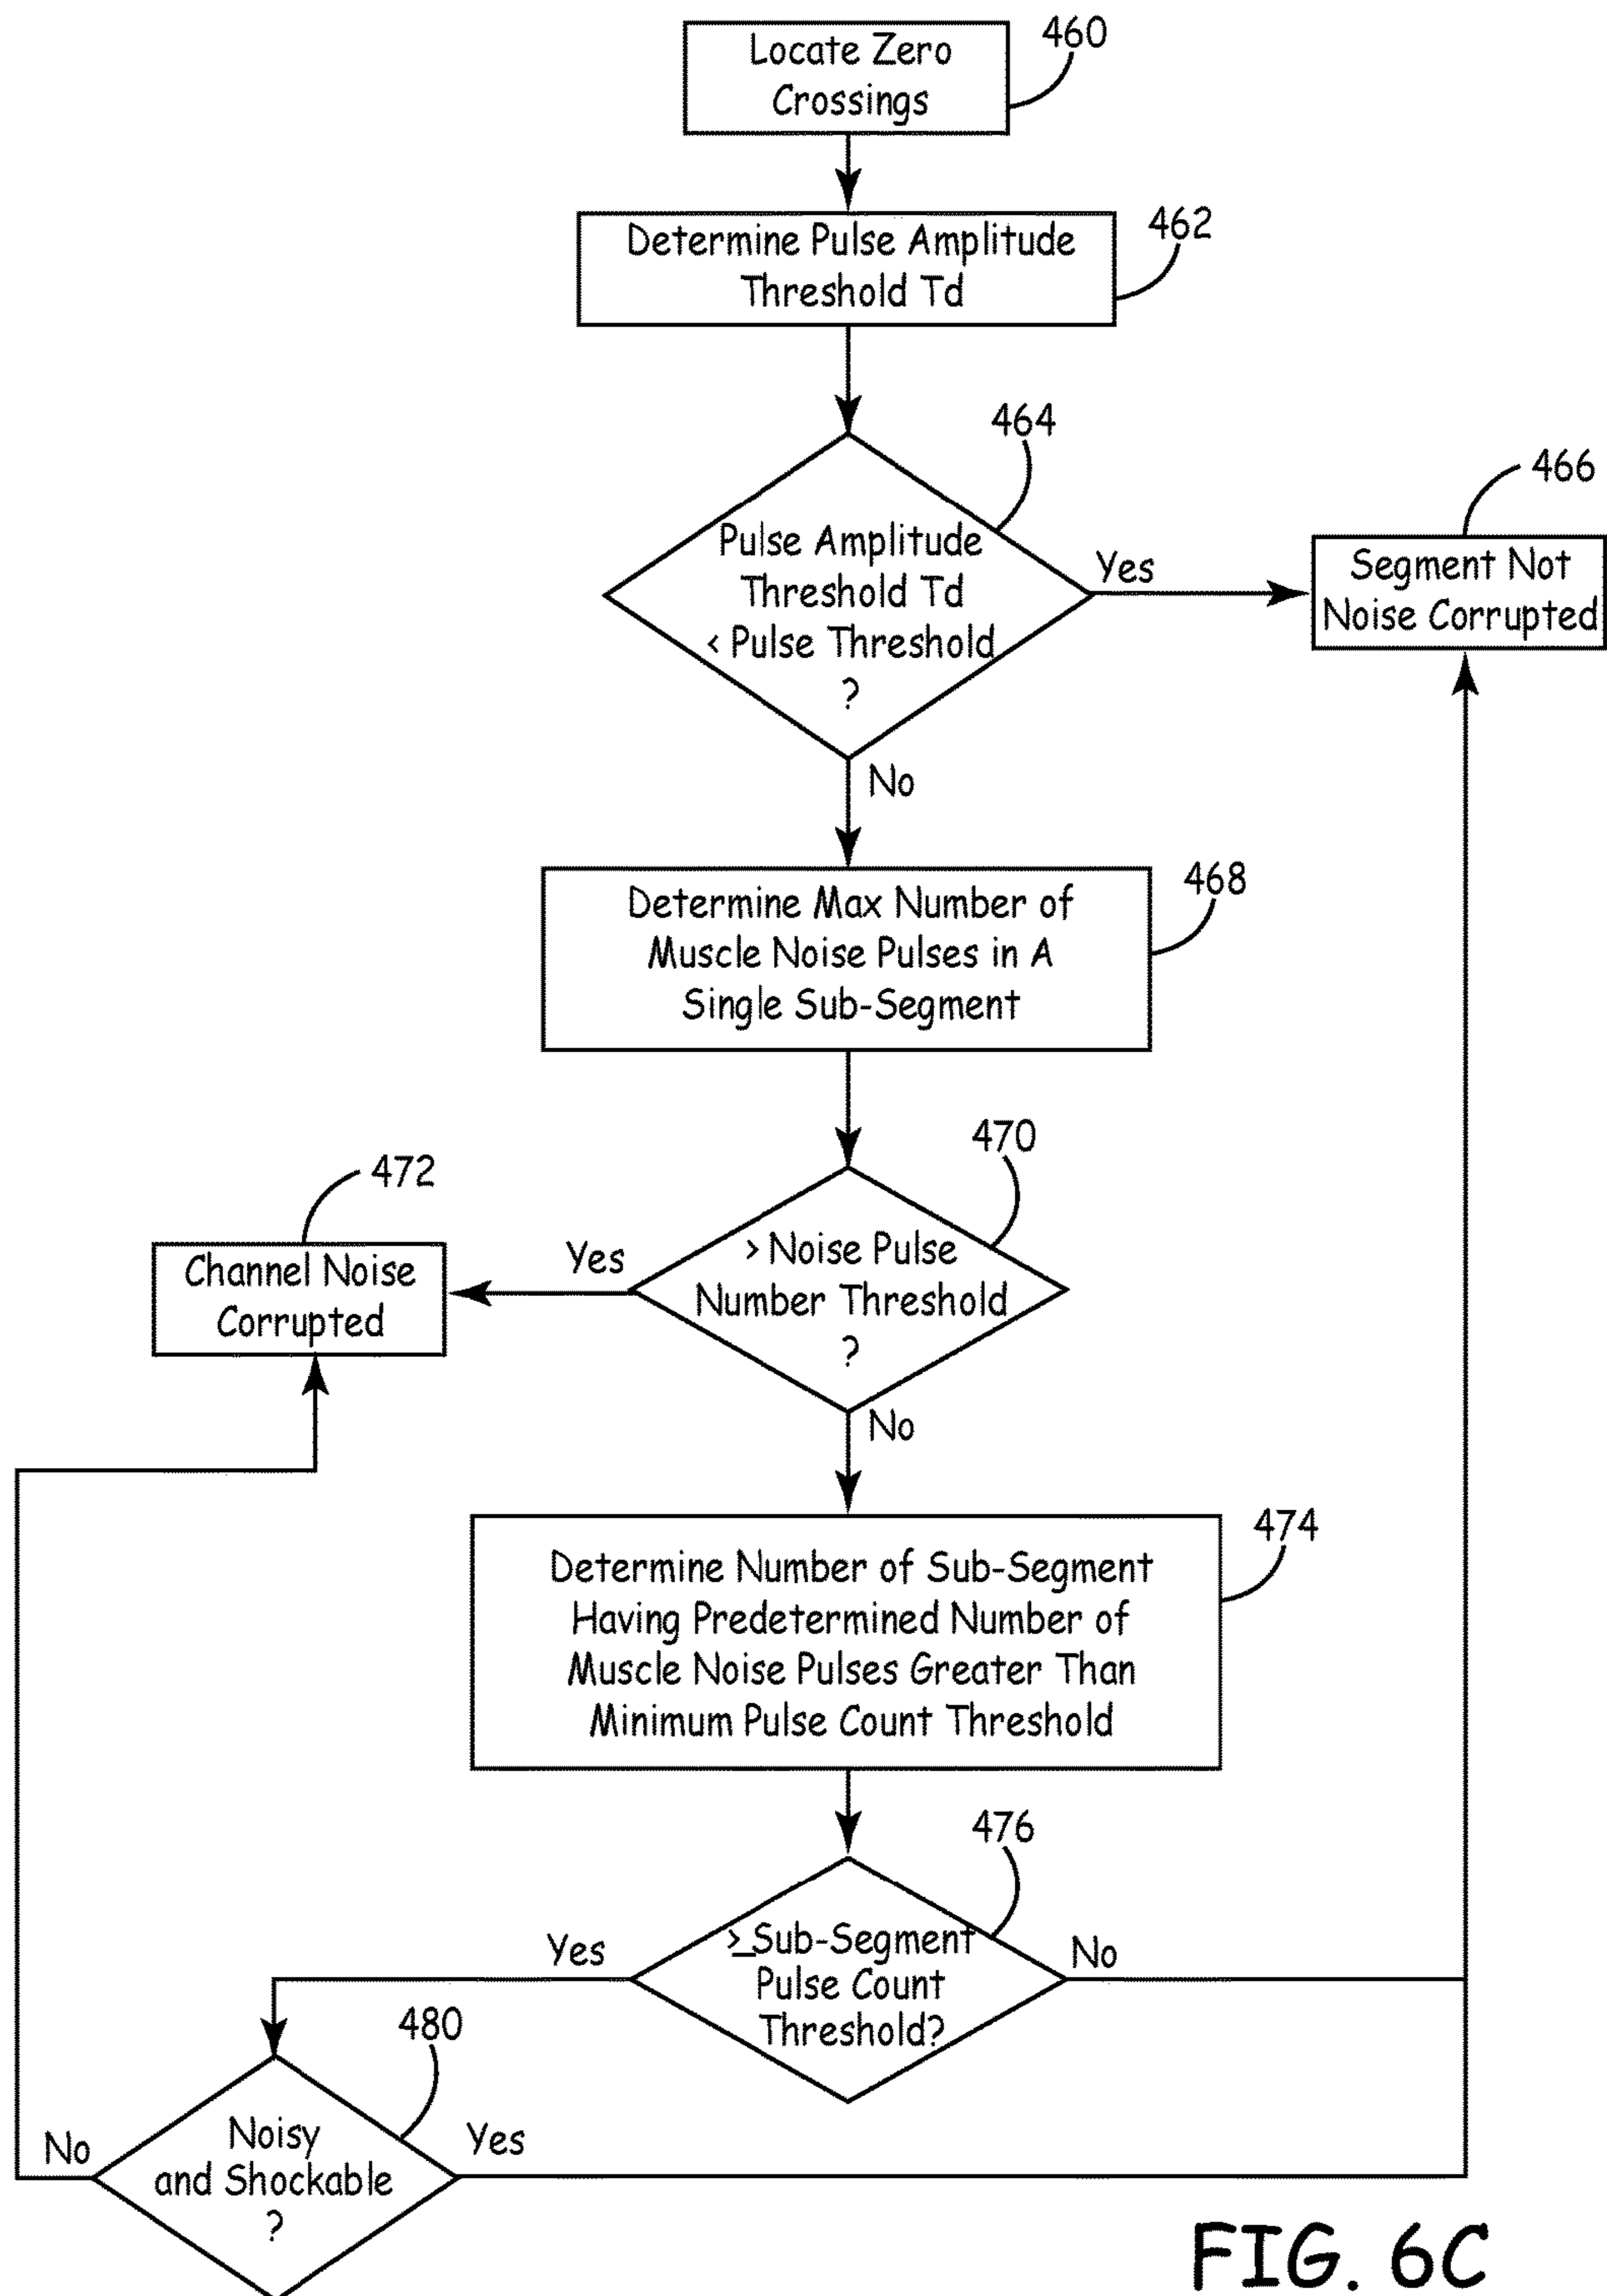 Locate Zero
Crossings
460
Determine Pulse Amplitude
Threshold Td
462
464
Pulse Amplitude
Threshold Td
< Pulse Threshold
?
Yes
466
Segment Not
Noise Corrupted
No
Determine Max Number of
Muscle Noise Pulses in A
Single Sub-Segment
468
470
> Noise Pulse
Number Threshold
?
Yes
472
Channel Noise
Corrupted
No
Determine Number of Sub-Segment
Having Predetermined Number of
Muscle Noise Pulses Greater Than
Minimum Pulse Count Threshold
474
476
≥ Sub-Segment
Pulse Count
Threshold?
Yes
No
480
Noisy
and Shockable
?
No
Yes
FIG. 6C